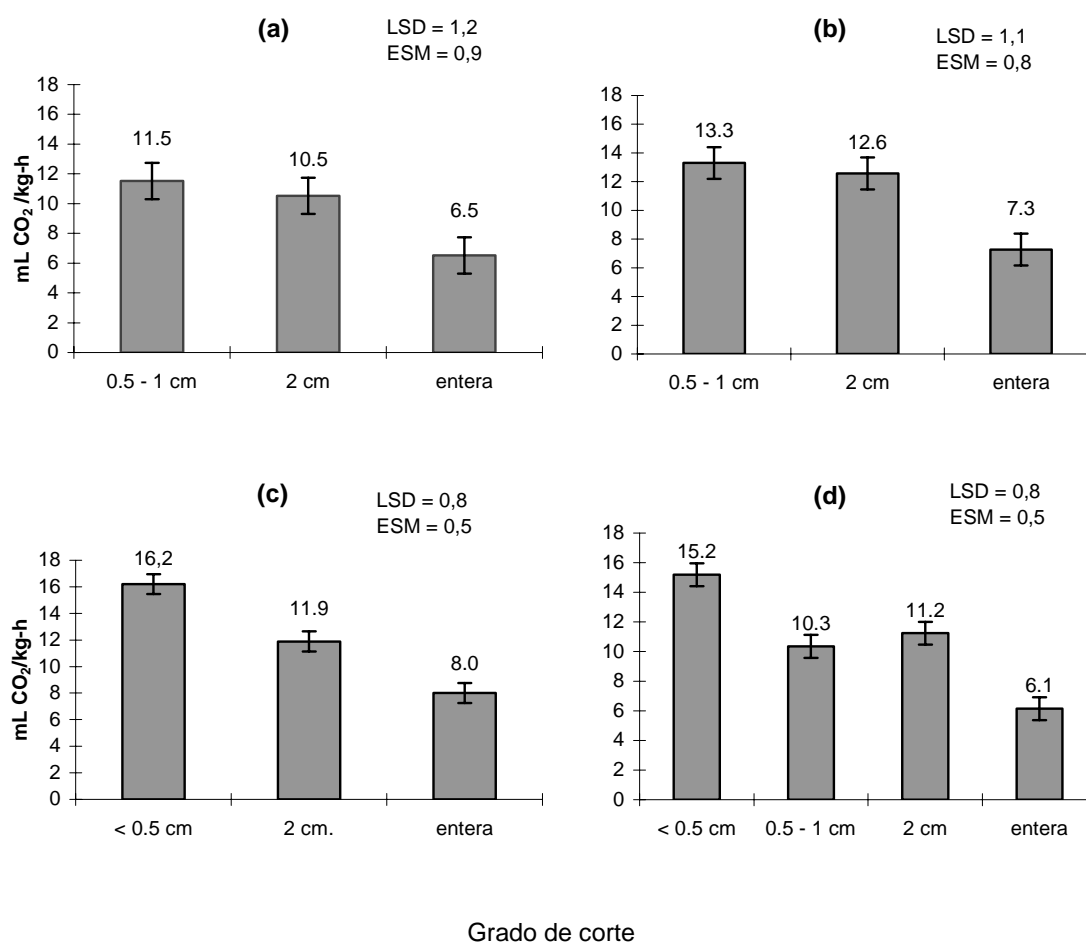 (a)
LSD = 1,2
ESM = 0,9
mL CO₂ /kg-h
18
16
14
12
10
8
6
4
2
0
11.5
10.5
6.5
0.5 - 1 cm 2 cm entera
(b)
LSD = 1,1
ESM = 0,8
18
16
14
12
10
8
6
4
2
0
13.3
12.6
7.3
0.5 - 1 cm 2 cm entera
(c)
LSD = 0,8
ESM = 0,5
mL CO₂/kg-h
18
16
14
12
10
8
6
4
2
0
16,2
11.9
8.0
< 0.5 cm 2 cm. entera
(d)
LSD = 0,8
ESM = 0,5
18
16
14
12
10
8
6
4
2
0
15.2
10.3
11.2
6.1
< 0.5 cm 0.5 - 1 cm 2 cm entera
Grado de corte